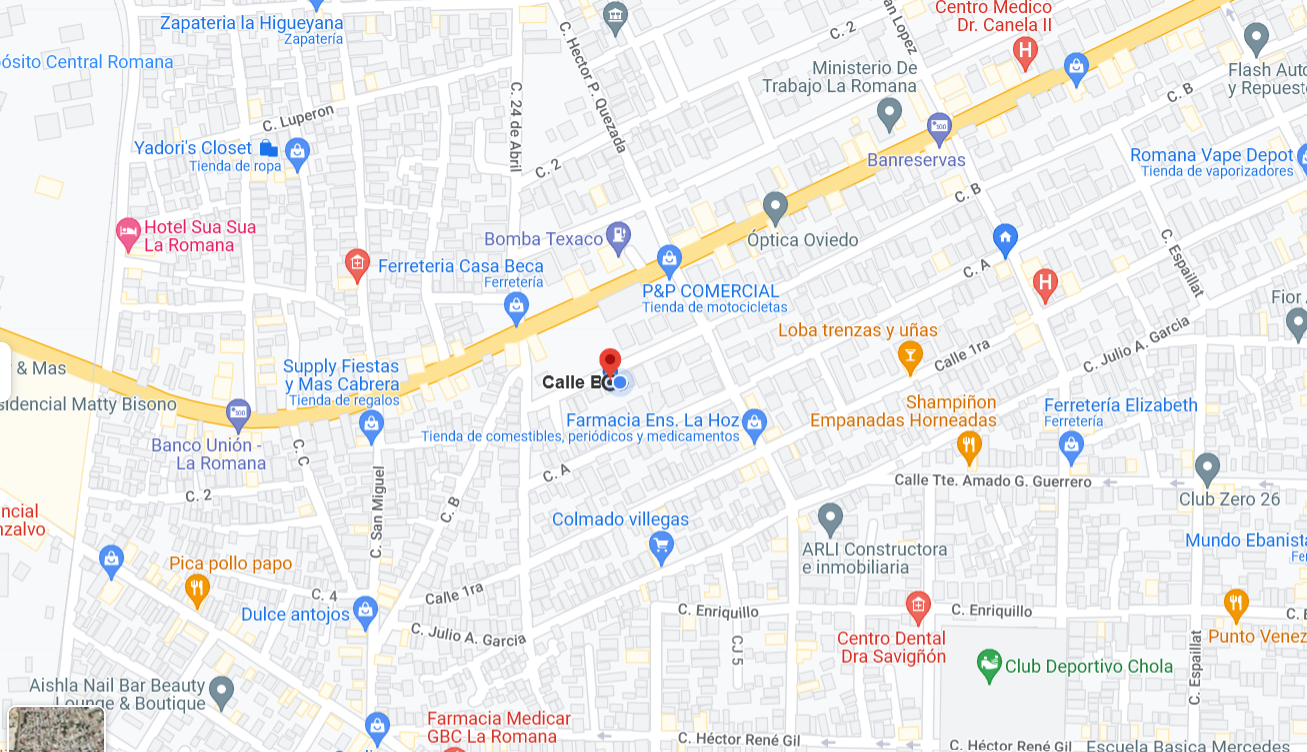 Zapateria la Higueyana
Zapatería
Centro Medico
Dr. Canela II
C. 2
C. Hector P. Quezada
Lopez
ósito Central Romana
Ministerio De
Trabajo La Romana
Flash Auto
y Repuest
C. 24 de Abril
C. B
C. Luperon
Yadori's Closet
Tienda de ropa
Banreservas
Romana Vape Depot
Tienda de vaporizadores
C. 2
C. B
Hotel Sua Sua
La Romana
Bomba Texaco
Óptica Oviedo
C. Espaillat
Ferreteria Casa Beca
Ferretería
C. A
P&P COMERCIAL
Tienda de motocicletas
Fior
Loba trenzas y uñas
Calle 1ra
C. Julio A. Garcia
Supply Fiestas
y Mas Cabrera
Tienda de regalos
& Mas
Calle B
sidencial Matty Bisono
Shampiñon
Empanadas Horneadas
Ferretería Elizabeth
Ferretería
Farmacia Ens. La Hoz
Tienda de comestibles, periódicos y medicamentos
Banco Unión -
La Romana
C. C
C. A
Calle Tte. Amado G. Guerrero
Club Zero 26
C. 2
C. San Miguel
C. B
ncial
nzalvo
Colmado villegas
ARLI Constructora
e inmobiliaria
Mundo Ebanista
Fer
Pica pollo papo
C. 4
Calle 1ra
Dulce antojos
C. Enriquillo
C. Enriquillo
C. E
C. Julio A. Garcia
CJ 5
Centro Dental
Dra Savigñón
Punto Venez
Club Deportivo Chola
C. Espaillat
Aishla Nail Bar Beauty
Lounge & Boutique
Farmacia Medicar
GBC La Romana
C. Héctor René Gil
C. Héctor René Gil
Escuela Basica Mercedes